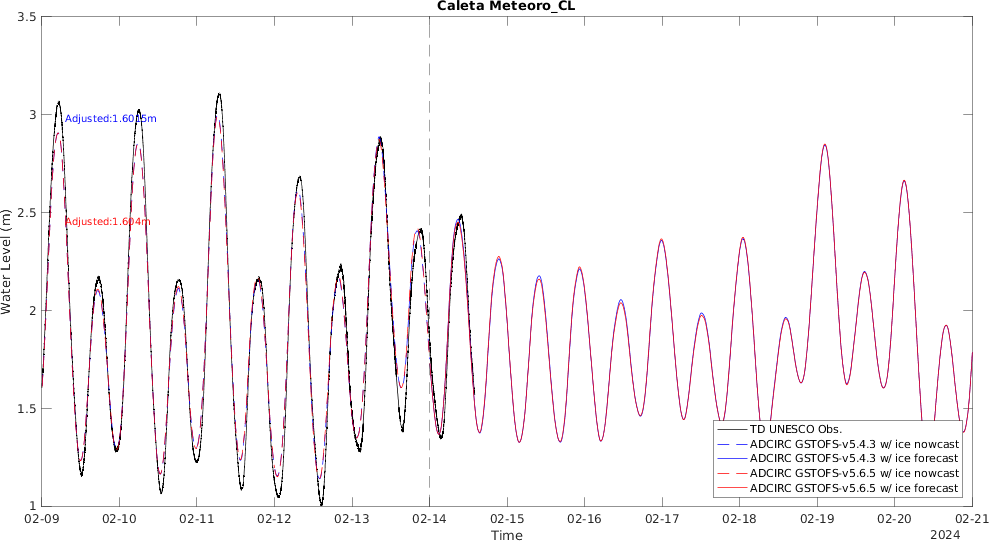 Caleta Meteoro_CL
3.5
3
2.5
2
1.5
1
Water Level (m)
Adjusted:1.6015m
Adjusted:1.604m
TD UNESCO Obs.
ADCIRC GSTOFS-v5.4.3 w/ ice nowcast
ADCIRC GSTOFS-v5.4.3 w/ ice forecast
ADCIRC GSTOFS-v5.6.5 w/ ice nowcast
ADCIRC GSTOFS-v5.6.5 w/ ice forecast
02-09 02-10 02-11 02-12 02-13 02-14 02-15 02-16 02-17 02-18 02-19 02-20 02-21
Time
2024